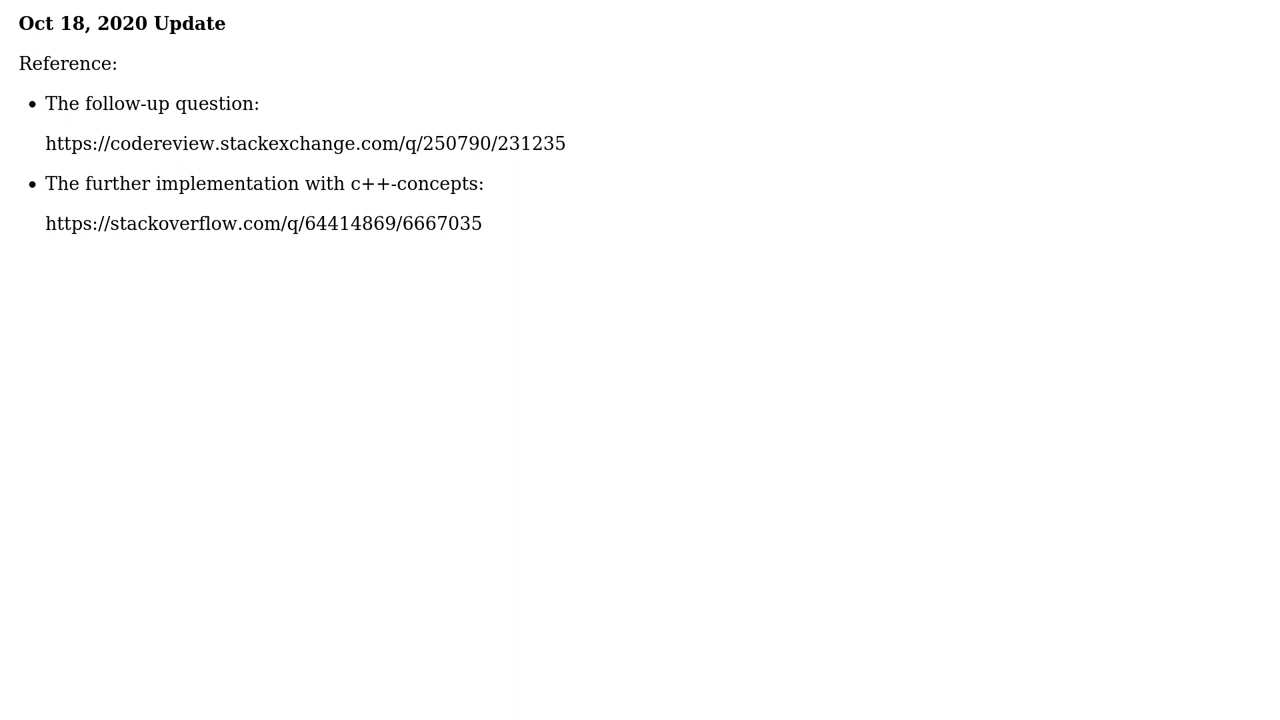 Oct 18, 2020 Update
Reference:
The follow-up question:
https://codereview.stackexchange.com/q/250790/231235
The further implementation with c++-concepts:
https://stackoverflow.com/q/64414869/6667035